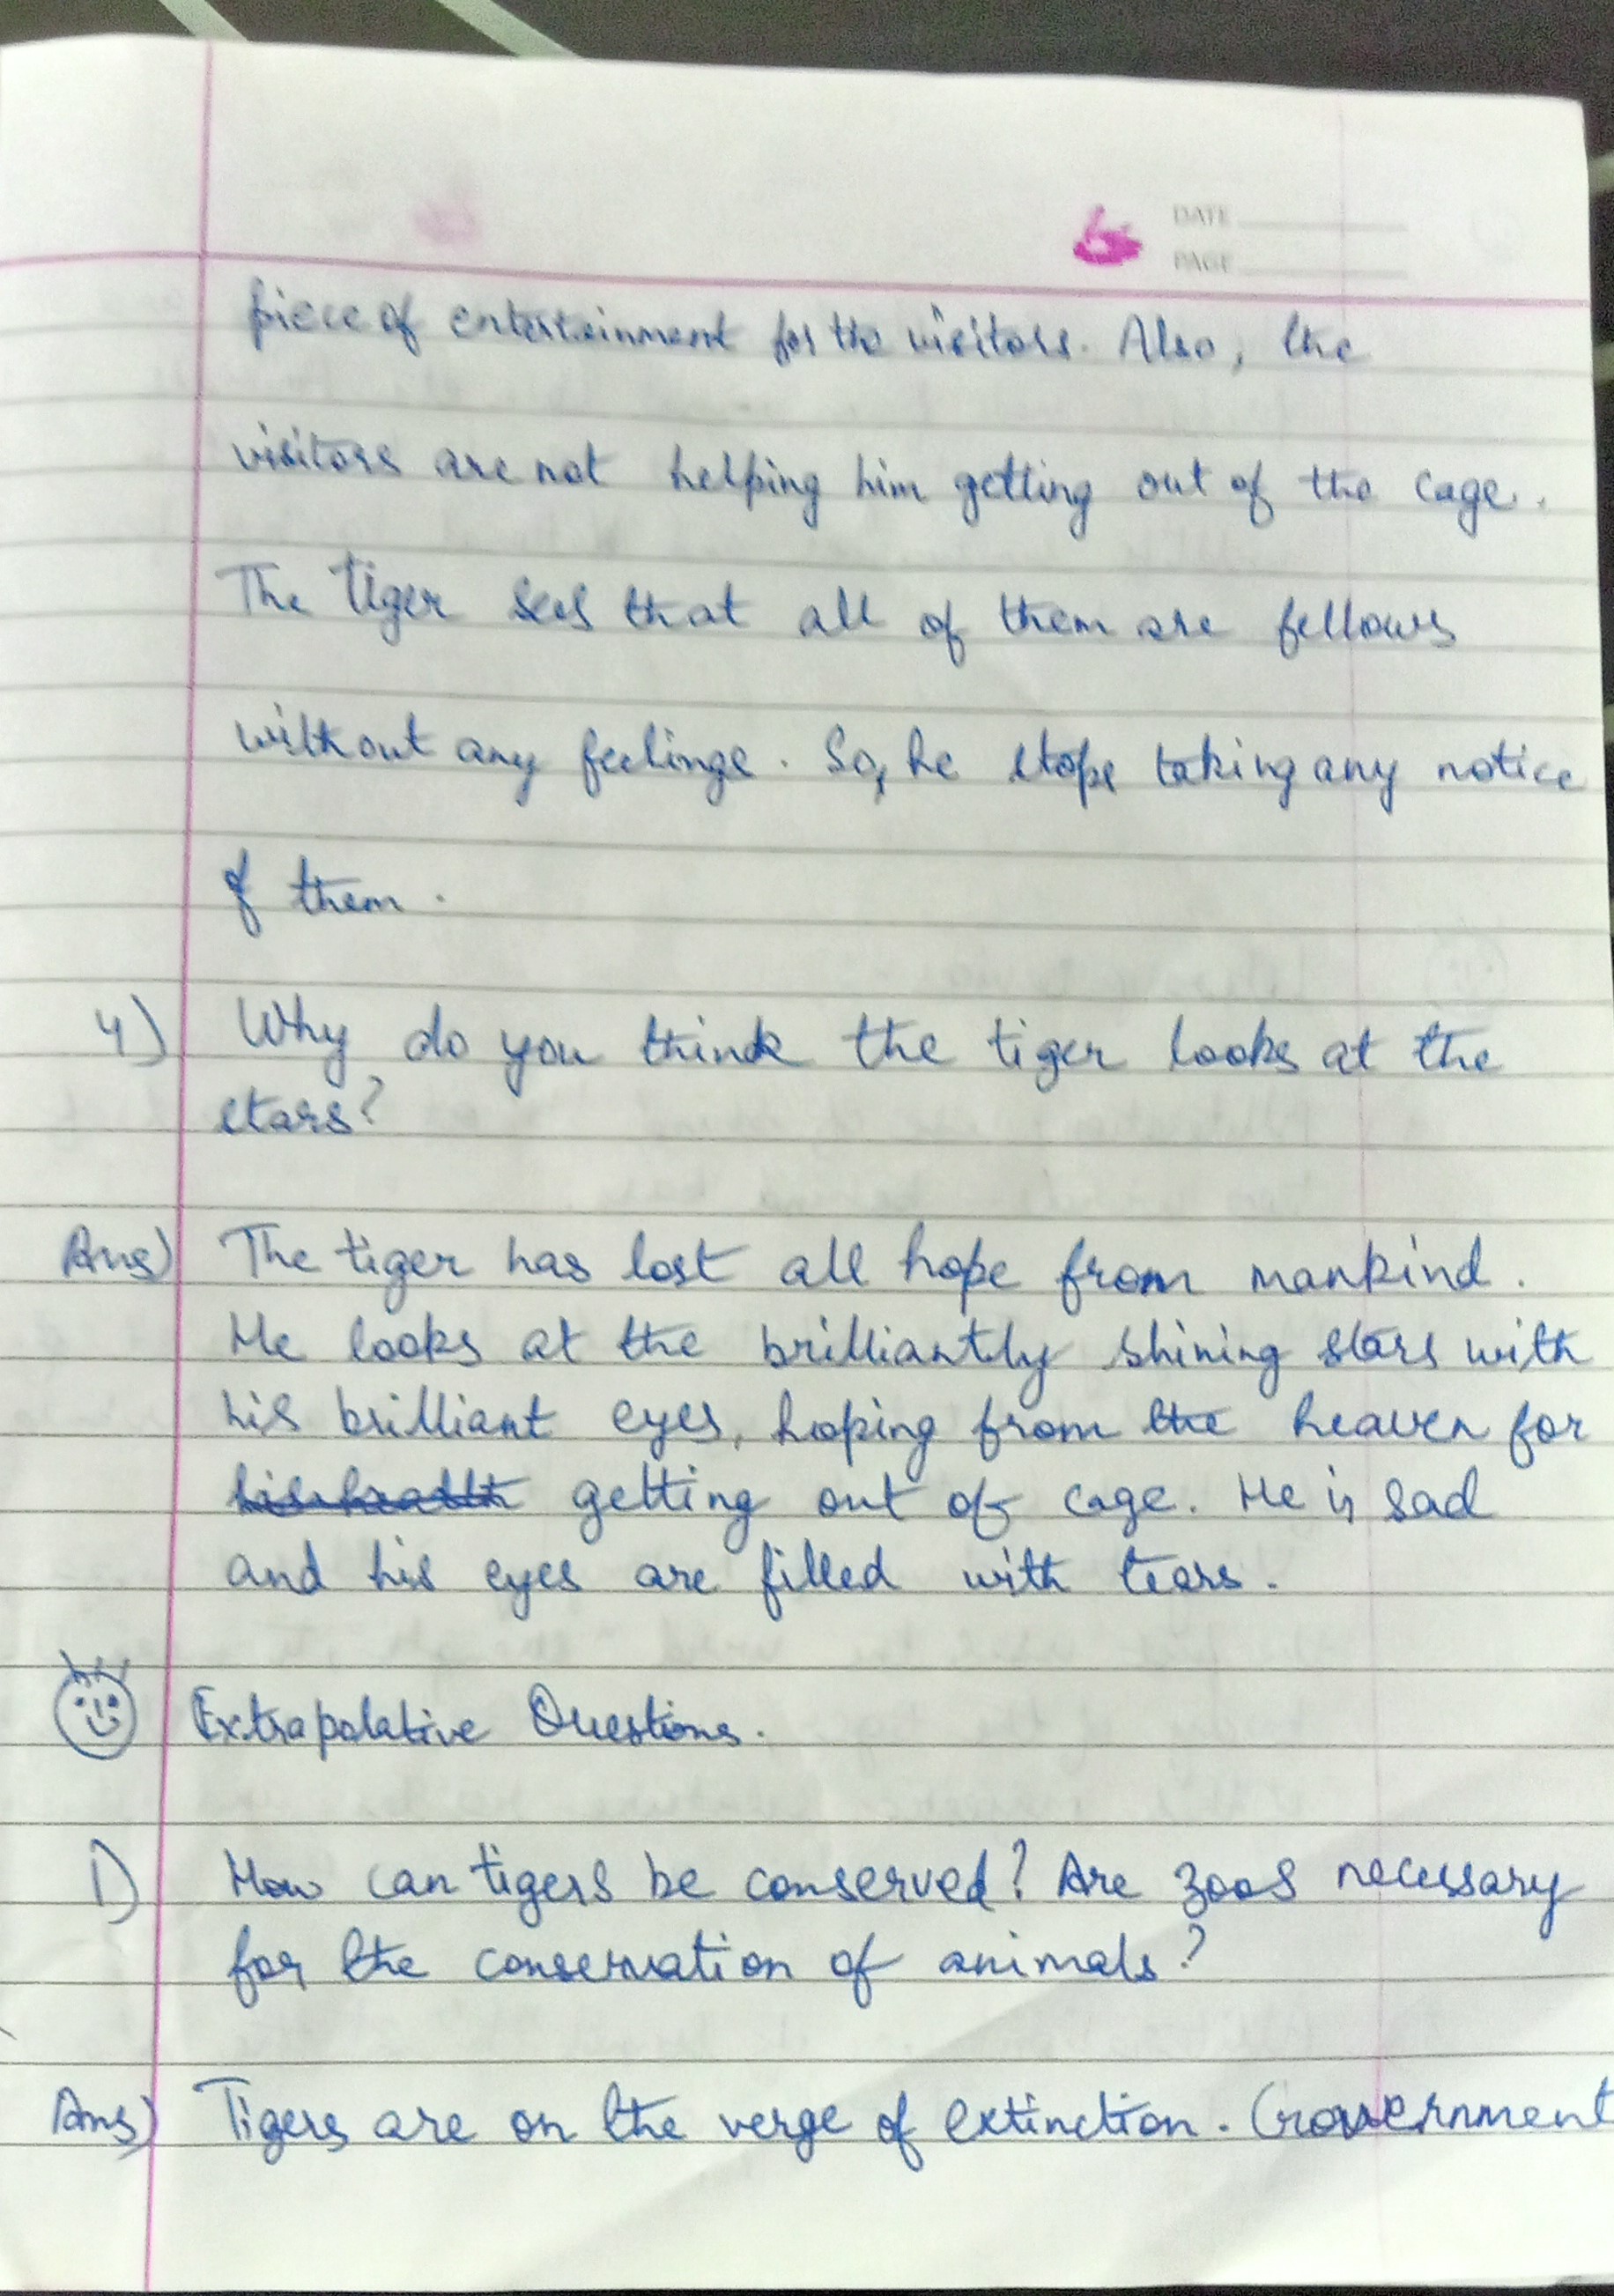 6
DATE
PAGE
piece of entertainment for the visitors. Also, the
visitors are not helping him getting out of the cage.
The tiger sees that all of them are fellows
without any feelings. So, he stops taking any notice
of them.
4) Why do you think the tiger looks at the
stars?
Ans) The tiger has lost all hope from mankind.
He looks at the brilliantly shining stars with
his brilliant eyes, hoping from the heaven for
getting out of cage. He is sad
and his eyes are filled with tears.
Extrapolative Questions.
1) How can tigers be conserved? Are zoos necessary
for the conservation of animals?
Ans) Tigers are on the verge of extinction. Government